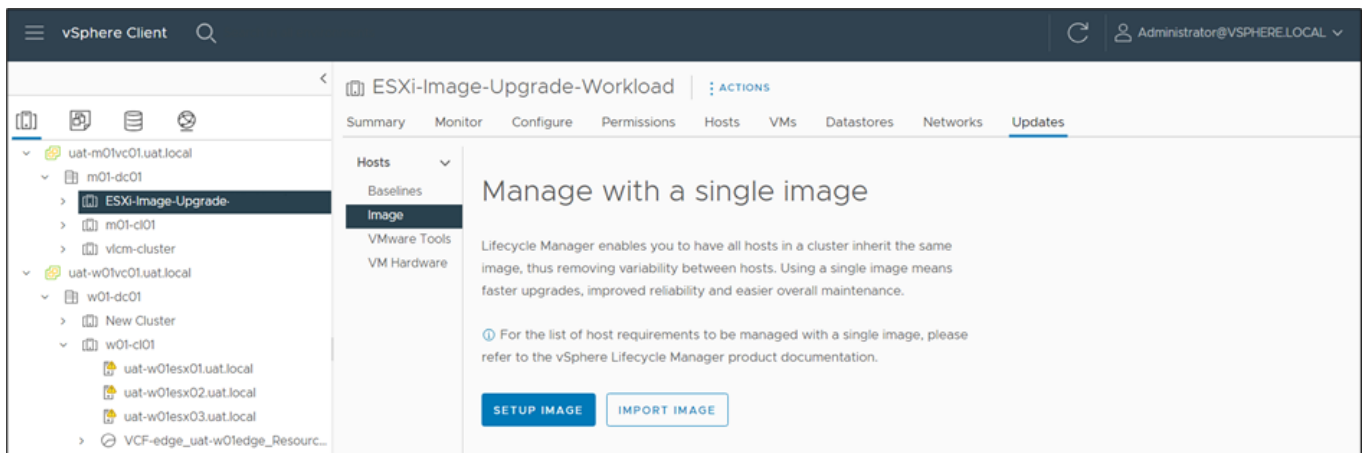 vSphere Client
Administrator@VSPHERE.LOCAL
ESXi-Image-Upgrade-Workload
ACTIONS
Summary Monitor Configure Permissions Hosts VMs Datastores Networks Updates
uat-m01vc01.uat.local
m01-dc01
ESXi-Image-Upgrade-
m01-cl01
vlcm-cluster
uat-w01vc01.uat.local
w01-dc01
New Cluster
w01-cl01
uat-w01esx01.uat.local
uat-w01esx02.uat.local
uat-w01esx03.uat.local
VCF-edge_uat-w01edge_Resourc...
Hosts
Baselines
Image
VMware Tools
VM Hardware
Manage with a single image
Lifecycle Manager enables you to have all hosts in a cluster inherit the same
image, thus removing variability between hosts. Using a single image means
faster upgrades, improved reliability and easier overall maintenance.
For the list of host requirements to be managed with a single image, please
refer to the vSphere Lifecycle Manager product documentation.
SETUP IMAGE
IMPORT IMAGE